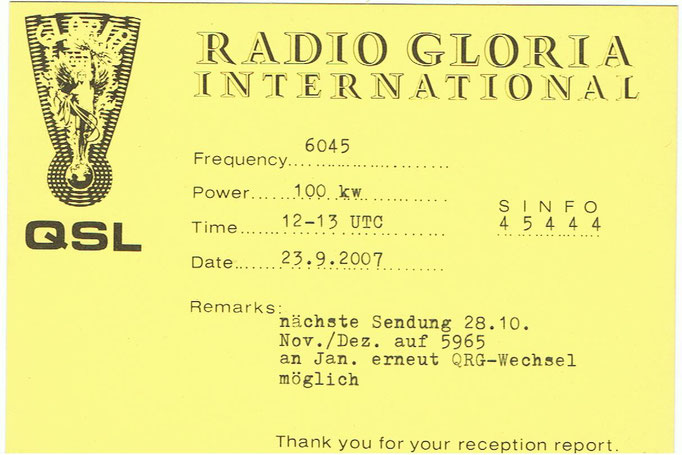 GLORIA
RADIO GLORIA
INTERNATIONAL
QSL
Frequency 6045
Power 100 kw
Time 12-13 UTC
Date 23.9.2007
SINFO
45444
Remarks:
nächste Sendung 28.10.
Nov./Dez. auf 5965
an Jan. erneut QRG-Wechsel
möglich
Thank you for your reception report.